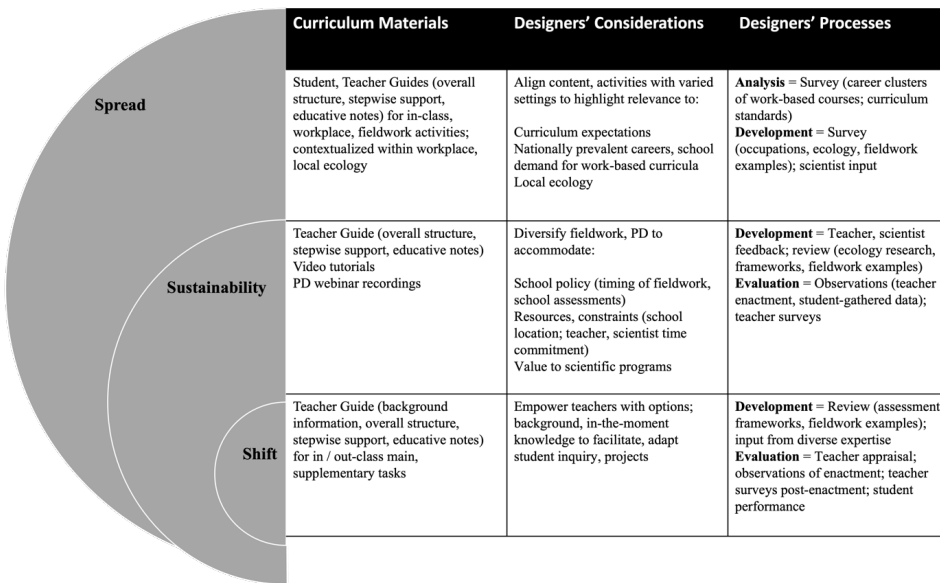 Curriculum Materials
Designers' Considerations
Designers' Processes
Spread
Student, Teacher Guides (overall
structure, stepwise support,
educative notes) for in-class,
workplace, fieldwork activities;
contextualized within workplace,
local ecology
Align content, activities with varied
settings to highlight relevance to:
Curriculum expectations
Nationally prevalent careers, school
demand for work-based curricula
Local ecology
Analysis = Survey (career clusters
of work-based courses; curriculum
standards)
Development = Survey
(occupations, ecology, fieldwork
examples); scientist input
Sustainability
Teacher Guide (overall structure,
stepwise support, educative notes)
Video tutorials
PD webinar recordings
Diversify fieldwork, PD to
accommodate:
School policy (timing of fieldwork,
school assessments)
Resources, constraints (school
location; teacher, scientist time
commitment)
Value to scientific programs
Development = Teacher, scientist
feedback; review (ecology research,
frameworks, fieldwork examples)
Evaluation = Observations (teacher
enactment, student-gathered data);
teacher surveys
Shift
Teacher Guide (background
information, overall structure,
stepwise support, educative notes)
for in / out-class main,
supplementary tasks
Empower teachers with options;
background, in-the-moment
knowledge to facilitate, adapt
student inquiry, projects
Development = Review (assessment
frameworks, fieldwork examples);
input from diverse expertise
Evaluation = Teacher appraisal;
observations of enactment; teacher
surveys post-enactment; student
performance